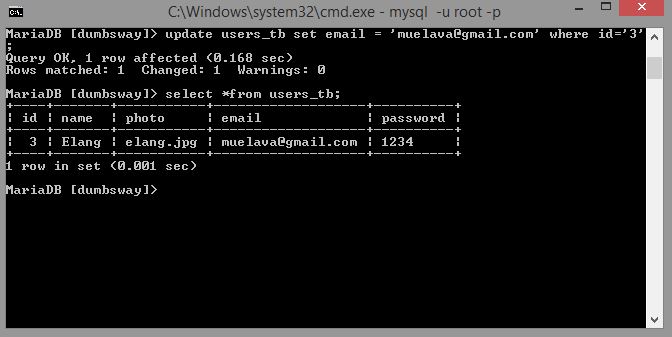 C:\Windows\system32\cmd.exe - mysql  -u root -p
MariaDB [dumbsway]> update users_tb set email = 'muelava@gmail.com' where id='3'
;
Query OK, 1 row affected (0.168 sec)
Rows matched: 1  Changed: 1  Warnings: 0

MariaDB [dumbsway]> select *from users_tb;
+----+-------+-----------+-------------------+----------+
| id | name  | photo     | email             | password |
+----+-------+-----------+-------------------+----------+
|  3 | Elang | elang.jpg | muelava@gmail.com | 1234     |
+----+-------+-----------+-------------------+----------+
1 row in set (0.001 sec)

MariaDB [dumbsway]>